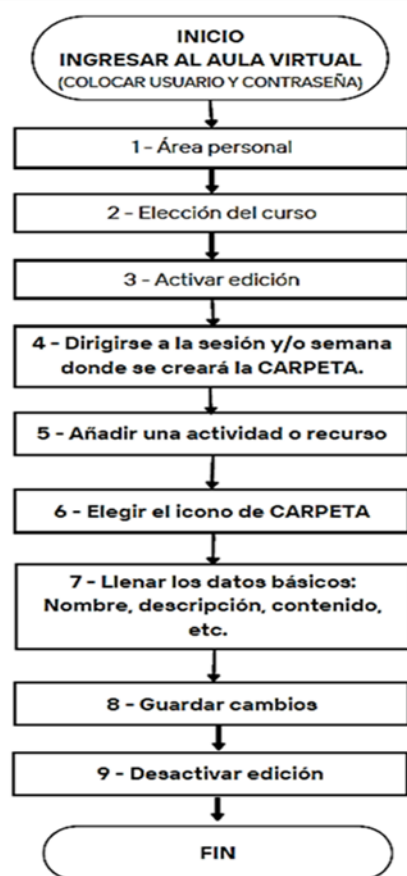 INICIO
INGRESAR AL AULA VIRTUAL
(COLOCAR USUARIO Y CONTRASEÑA)
1 - Área personal
2 - Elección del curso
3 - Activar edición
4 - Dirigirse a la sesión y/o semana
donde se creará la CARPETA.
5 - Añadir una actividad o recurso
6 - Elegir el icono de CARPETA
7 - Llenar los datos básicos:
Nombre, descripción, contenido,
etc.
8 - Guardar cambios
9 - Desactivar edición
FIN